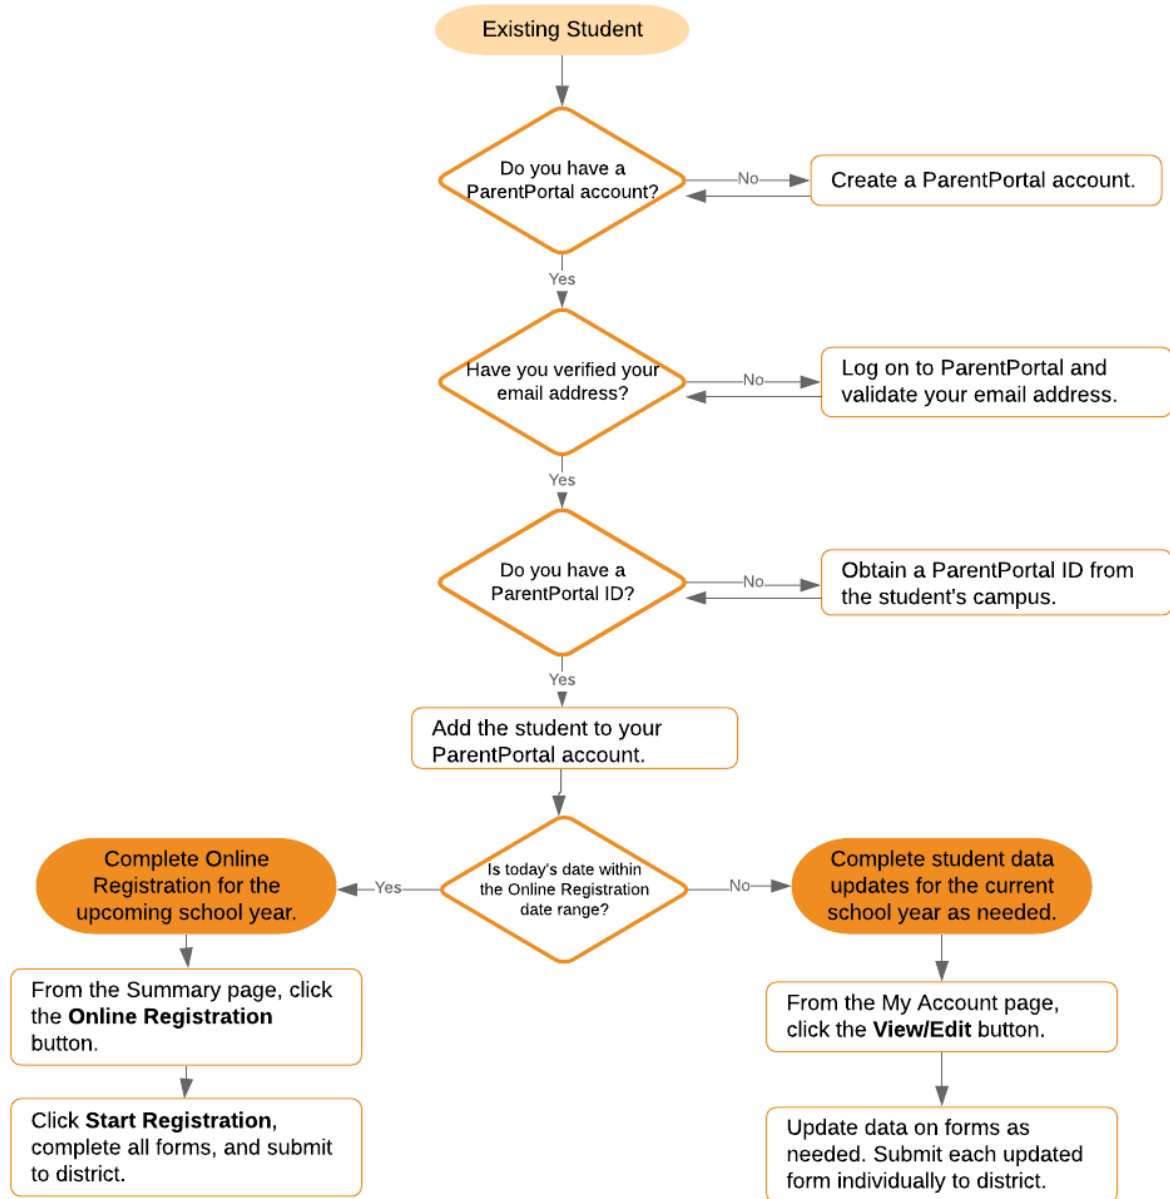 Existing Student
Do you have a
ParentPortal account?
No
Create a ParentPortal account.
Yes
Have you verified your
email address?
No
Log on to ParentPortal and
validate your email address.
Yes
Do you have a
ParentPortal ID?
No
Obtain a ParentPortal ID from
the student's campus.
Yes
Add the student to your
ParentPortal account.
Is today's date within
the Online Registration
date range?
Yes
Complete Online
Registration for the
upcoming school year.
From the Summary page, click
the Online Registration
button.
Click Start Registration,
complete all forms, and submit
to district.
No
Complete student data
updates for the current
school year as needed.
From the My Account page,
click the View/Edit button.
Update data on forms as
needed. Submit each updated
form individually to district.